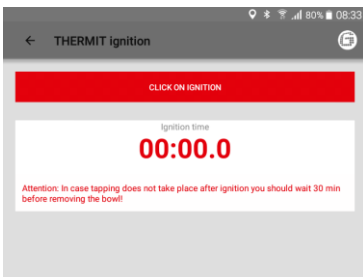 80% 08:33
THERMIT ignition
CLICK ON IGNITION
Ignition time
00:00.0
Attention: In case tapping does not take place after ignition you should wait 30 min
before removing the bowl!